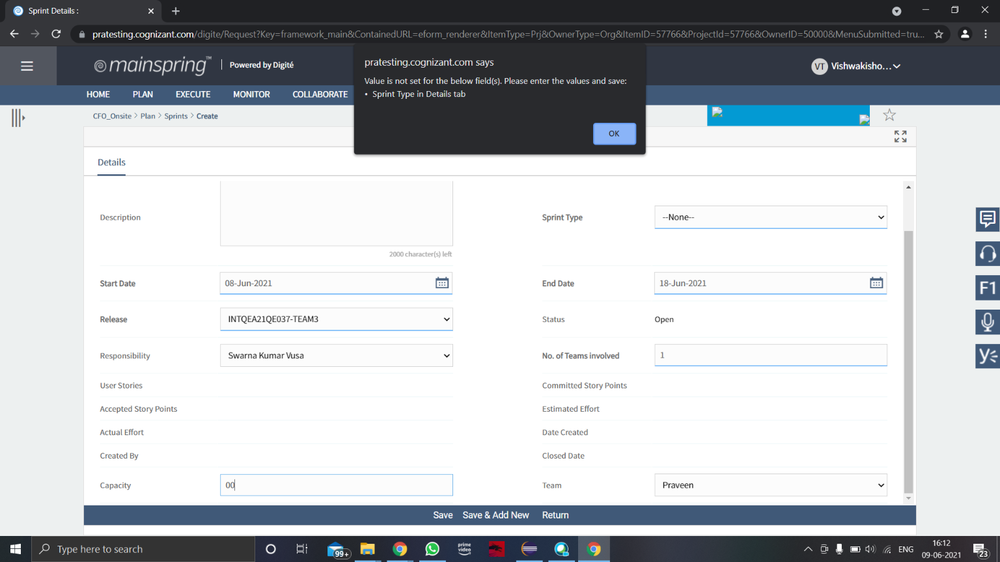 Sprint Details :
pratesting.cognizant.com/digite/Request?Key=framework_main&ContainedURL=eform_renderer&ItemType=Prj&OwnerType=Org&ItemID=57766&ProjectId=57766&OwnerID=50000&MenuSubmitted=tru...
pratesting.cognizant.com says
Value is not set for the below field(s). Please enter the values and save:
• Sprint Type in Details tab
OK
mainspring™ | Powered by Digité
VT Vishwakisho...
HOME PLAN EXECUTE MONITOR COLLABORATE
CFO_Onsite > Plan > Sprints > Create
Details
Description
Sprint Type --None--
2000 character(s) left
Start Date 08-Jun-2021
End Date 18-Jun-2021
Release INTQEA21QE037-TEAM3
Status Open
Responsibility Swarna Kumar Vusa
No. of Teams involved 1
User Stories
Committed Story Points
Accepted Story Points
Estimated Effort
Actual Effort
Date Created
Created By
Closed Date
Capacity 00
Team Praveen
Save Save & Add New Return
F1
Type here to search
99+
prime video
ENG
16:12
09-06-2021
23